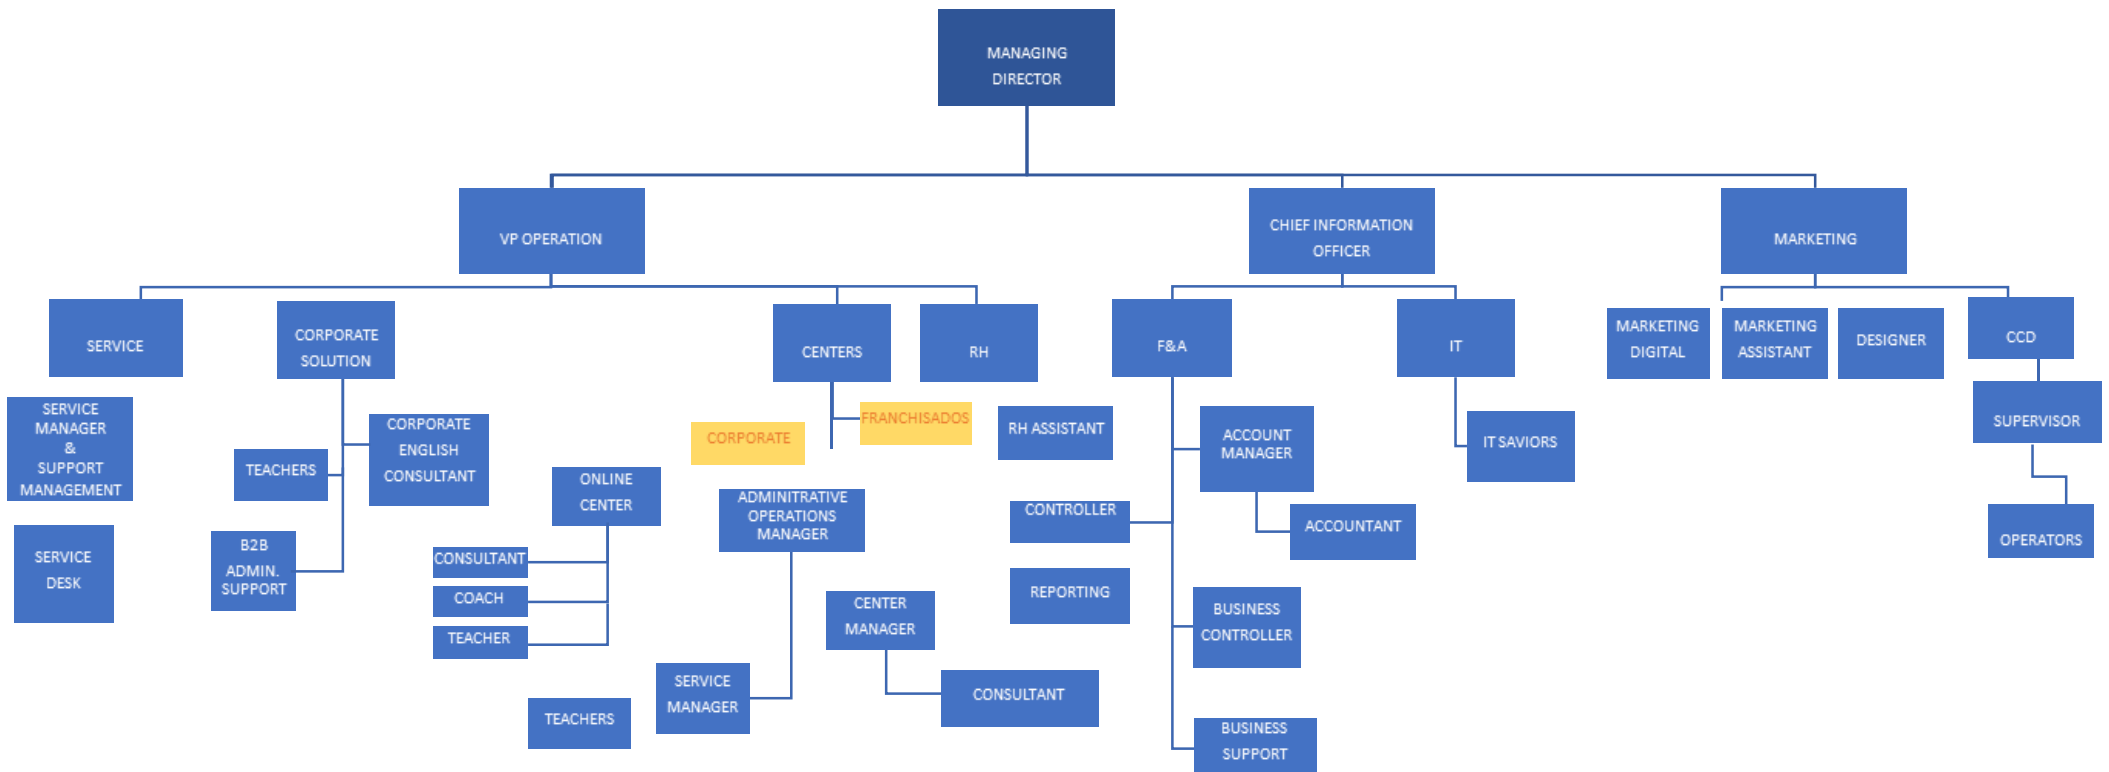 MANAGING
DIRECTOR
VP OPERATION
CHIEF INFORMATION
OFFICER
MARKETING
SERVICE
CORPORATE
SOLUTION
CENTERS
RH
F&A
IT
MARKETING
DIGITAL
MARKETING
ASSISTANT
DESIGNER
CCD
SERVICE
MANAGER
&
SUPPORT
MANAGEMENT
CORPORATE
ENGLISH
CONSULTANT
TEACHERS
CORPORATE
FRANCHISADOS
RH ASSISTANT
ACCOUNT
MANAGER
IT SAVIORS
SUPERVISOR
ONLINE
CENTER
ADMINITRATIVE
OPERATIONS
MANAGER
CONTROLLER
ACCOUNTANT
OPERATORS
SERVICE
DESK
B2B
ADMIN.
SUPPORT
CONSULTANT
COACH
TEACHER
CENTER
MANAGER
REPORTING
BUSINESS
CONTROLLER
TEACHERS
SERVICE
MANAGER
CONSULTANT
BUSINESS
SUPPORT